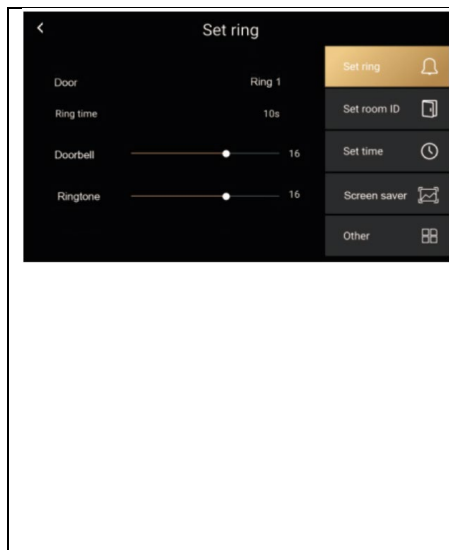 Set ring
Door Ring 1
Ring time 10s
Doorbell 16
Ringtone 16
Set ring
Set room ID
Set time
Screen saver
Other